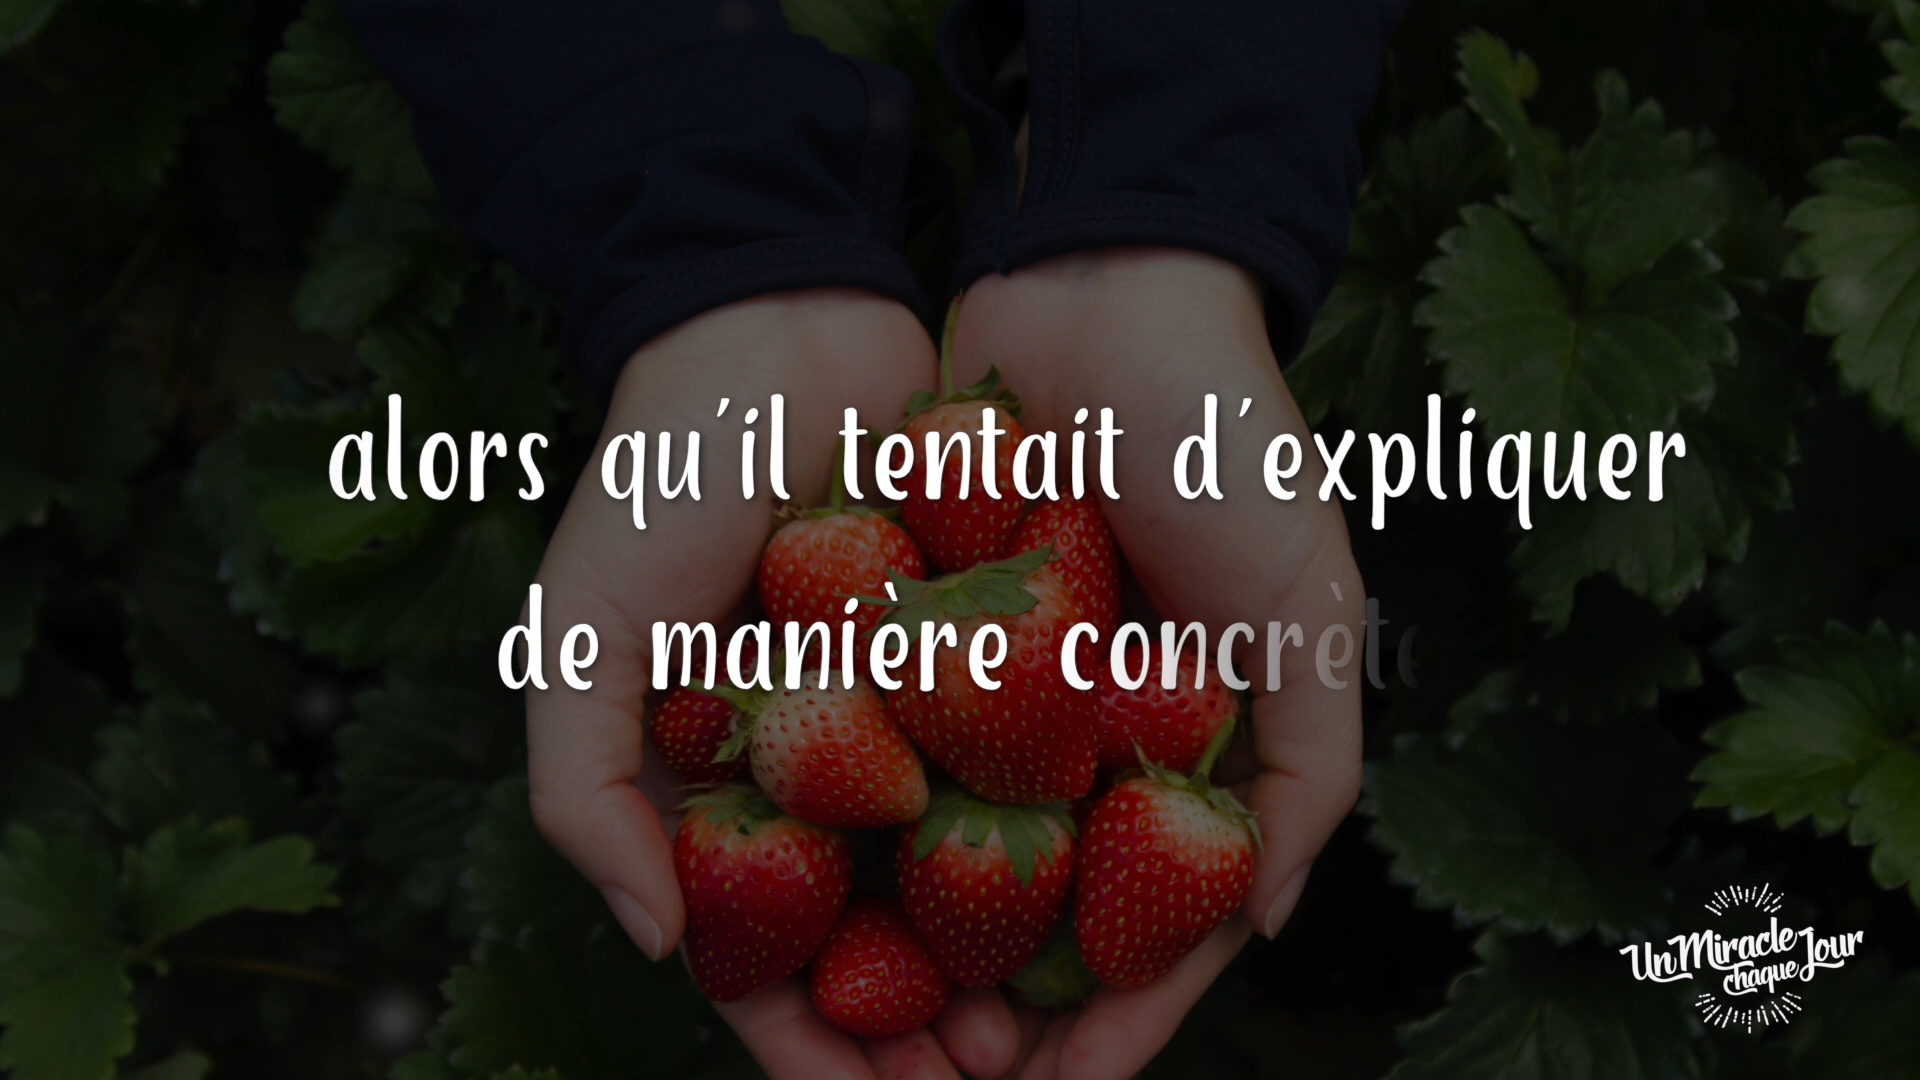 alors qu'il tentait d'expliquer
de manière concrète
Un Miracle
chaque Jour